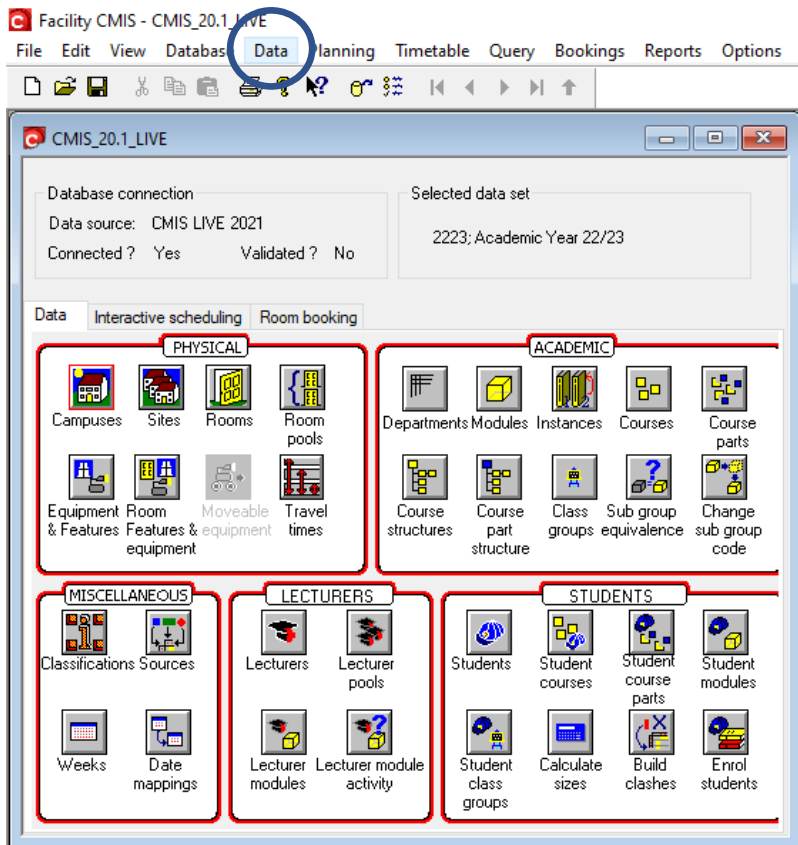 Facility CMIS - CMIS_20.1_LIVE
File Edit View Database Data Planning Timetable Query Bookings Reports Options
CMIS_20.1_LIVE
Database connection
Data source: CMIS LIVE 2021
Connected ? Yes Validated ? No
Selected data set
2223; Academic Year 22/23
Data Interactive scheduling Room booking
PHYSICAL
Campuses Sites Rooms Room
pools
Equipment Room Moveable Travel
& Features Features & equipment times
equipment
ACADEMIC
Departments Modules Instances Courses Course
parts
Course Course Class Sub group Change
structures part groups equivalence sub group
structure code
MISCELLANEOUS
Classifications Sources
Weeks Date
mappings
LECTURERS
Lecturers Lecturer
pools
Lecturer Lecturer module
modules activity
STUDENTS
Students Student Student Student
courses course modules
parts
Student Calculate Build Enrol
class sizes clashes students
groups